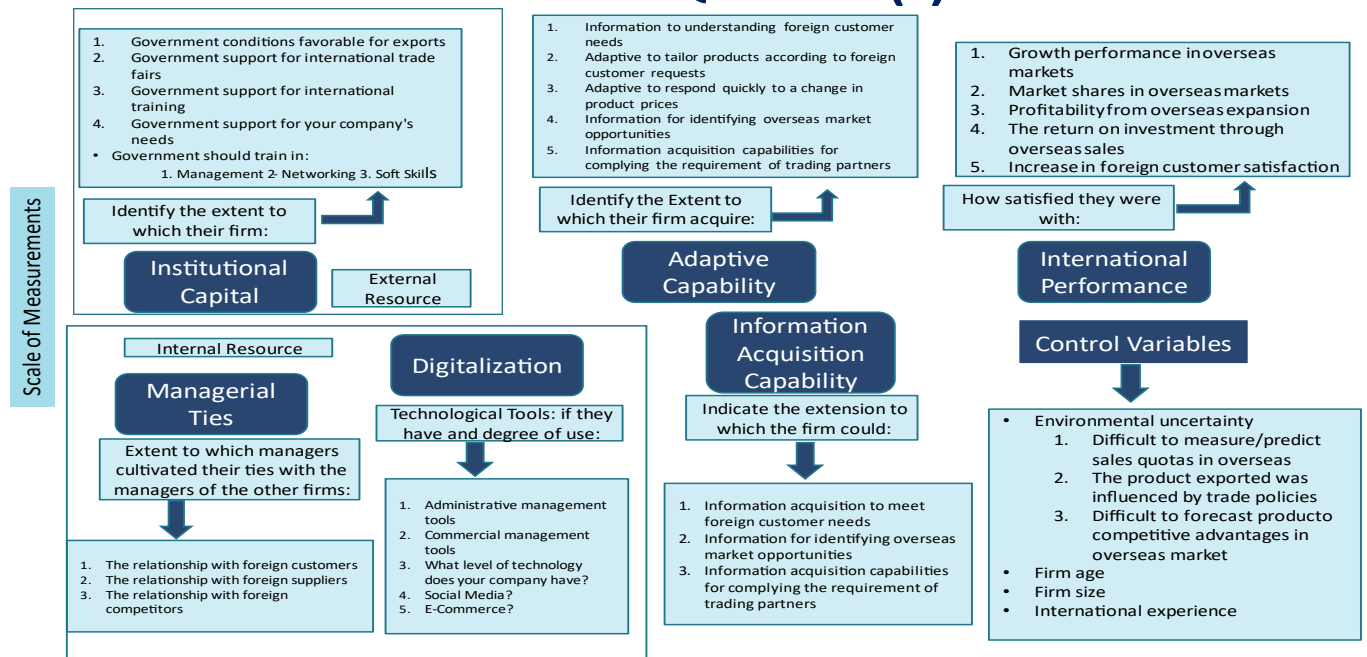 Scale of Measurements
1. Government conditions favorable for exports
2. Government support for international trade
fairs
3. Government support for international
training
4. Government support for your company's
needs
• Government should train in:
1. Management 2- Networking 3. Soft Skills
Identify the extent to
which their firm:
Institutional
Capital
External
Resource
1. Information to understanding foreign customer
needs
2. Adaptive to tailor products according to foreign
customer requests
3. Adaptive to respond quickly to a change in
product prices
4. Information for identifying overseas market
opportunities
5. Information acquisition capabilities for
complying the requirement of trading partners
Identify the Extent to
which their firm acquire:
Adaptive
Capability
1. Growth performance in overseas
markets
2. Market shares in overseas markets
3. Profitability from overseas expansion
4. The return on investment through
overseas sales
5. Increase in foreign customer satisfaction
How satisfied they were
with:
International
Performance
Internal Resource
Managerial
Ties
Extent to which managers
cultivated their ties with the
managers of the other firms:
1. The relationship with foreign customers
2. The relationship with foreign suppliers
3. The relationship with foreign
competitors
Digitalization
Technological Tools: if they
have and degree of use:
1. Administrative management
tools
2. Commercial management
tools
3. What level of technology
does your company have?
4. Social Media?
5. E-Commerce?
Information
Acquisition
Capability
Indicate the extension to
which the firm could:
1. Information acquisition to meet
foreign customer needs
2. Information for identifying overseas
market opportunities
3. Information acquisition capabilities
for complying the requirement of
trading partners
Control Variables
• Environmental uncertainty
1. Difficult to measure/predict
sales quotas in overseas
2. The product exported was
influenced by trade policies
3. Difficult to forecast producto
competitive advantages in
overseas market
• Firm age
• Firm size
• International experience